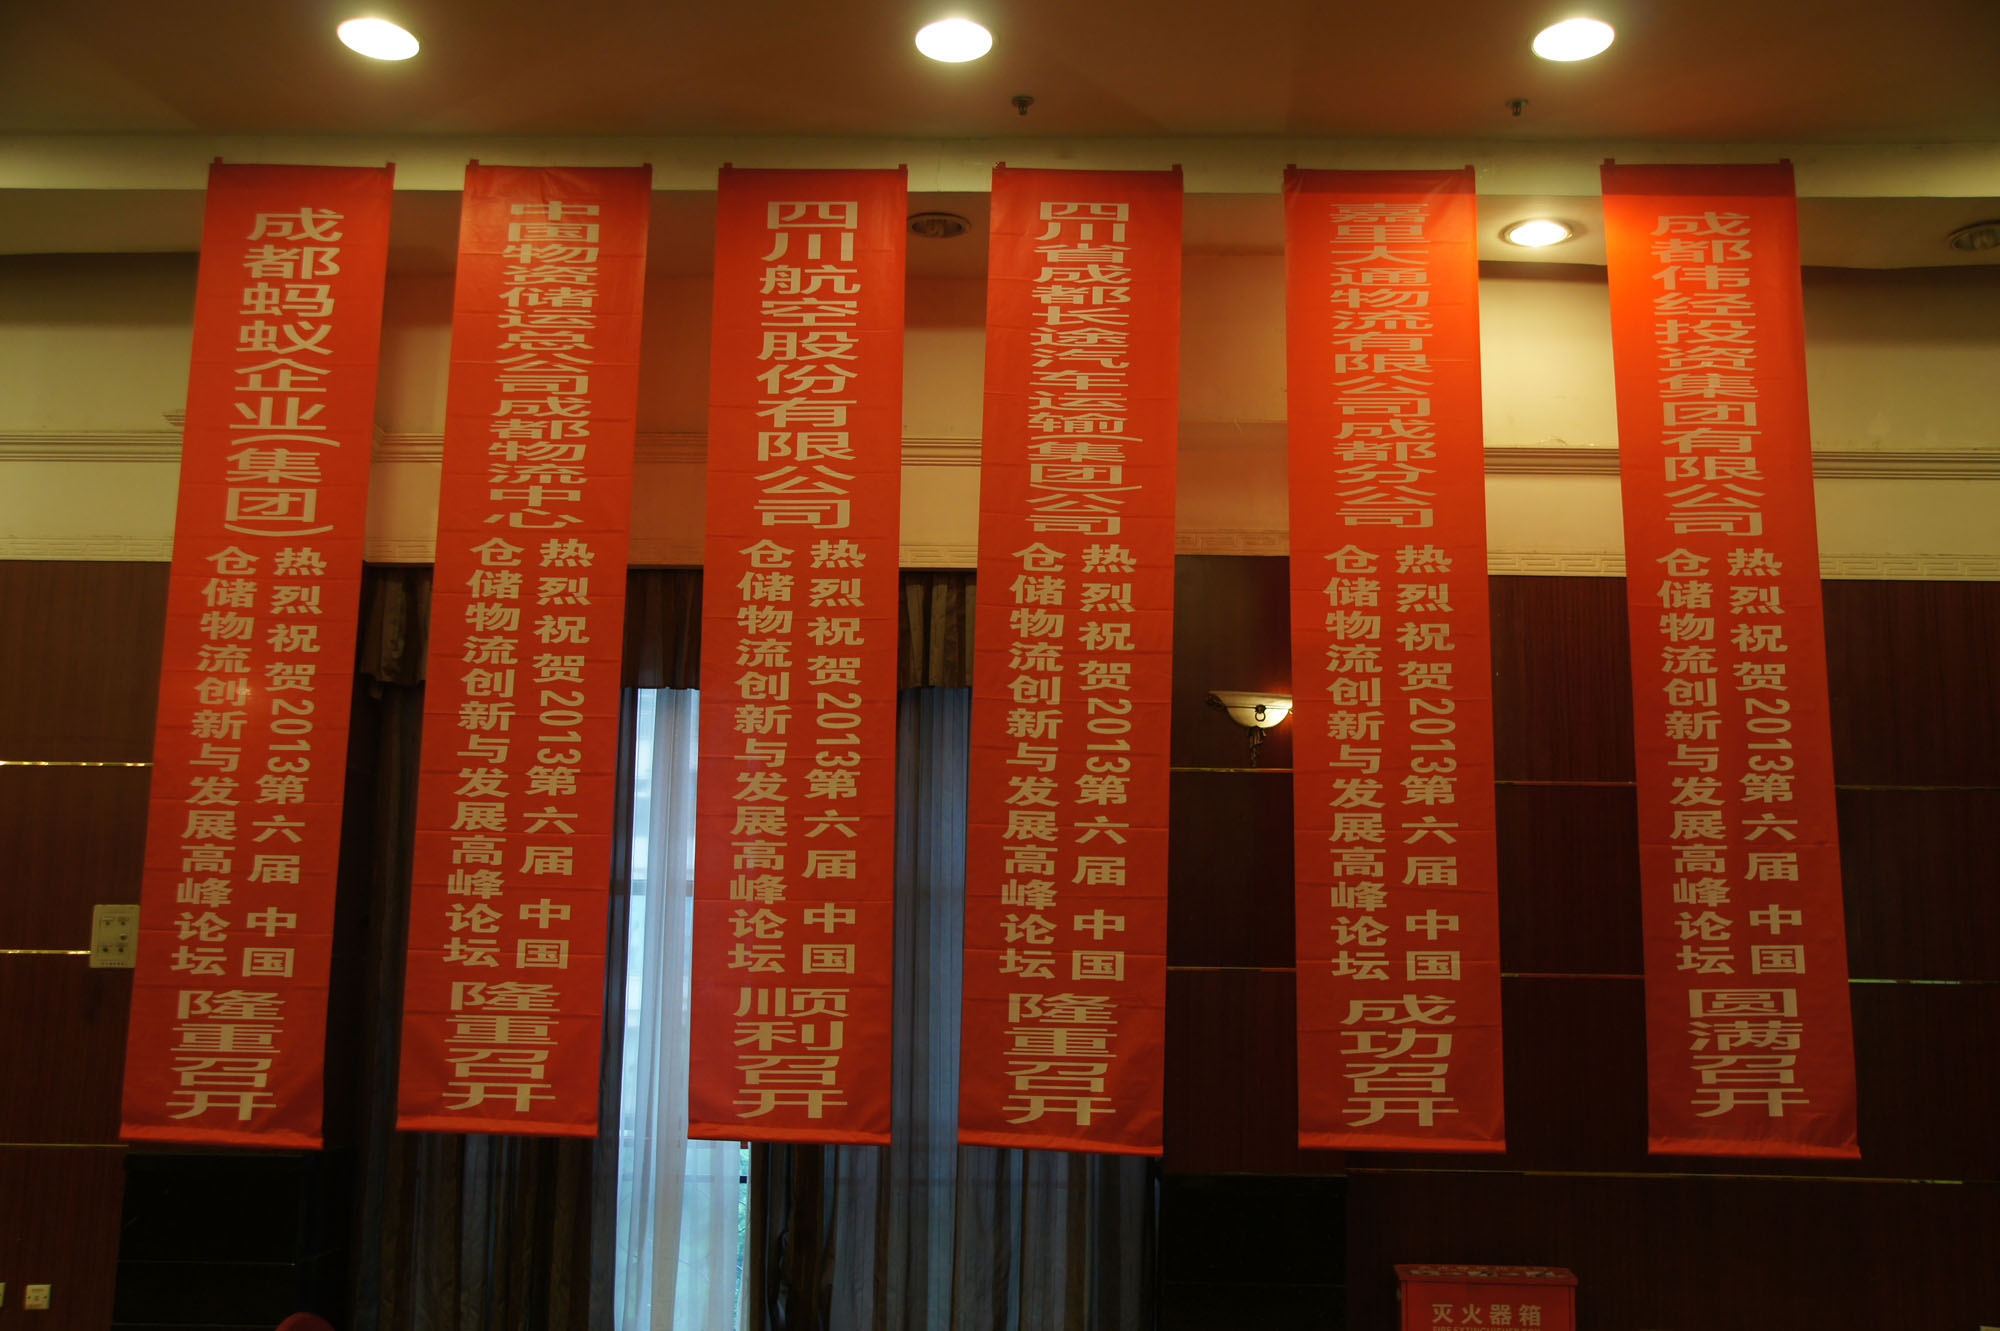 成都蚂蚁企业(集团)
热烈祝贺2013第六届 中国
仓储物流创新与发展高峰论坛
隆重召开
中国物资储运总公司成都物流中心
热烈祝贺2013第六届 中国
仓储物流创新与发展高峰论坛
隆重召开
四川航空股份有限公司
热烈祝贺2013第六届 中国
仓储物流创新与发展高峰论坛
顺利召开
四川省成都长途汽车运输(集团)公司
热烈祝贺2013第六届 中国
仓储物流创新与发展高峰论坛
隆重召开
嘉里大通物流有限公司成都分公司
热烈祝贺2013第六届 中国
仓储物流创新与发展高峰论坛
成功召开
成都伟经投资集团有限公司
热烈祝贺2013第六届 中国
仓储物流创新与发展高峰论坛
圆满召开
灭火器箱